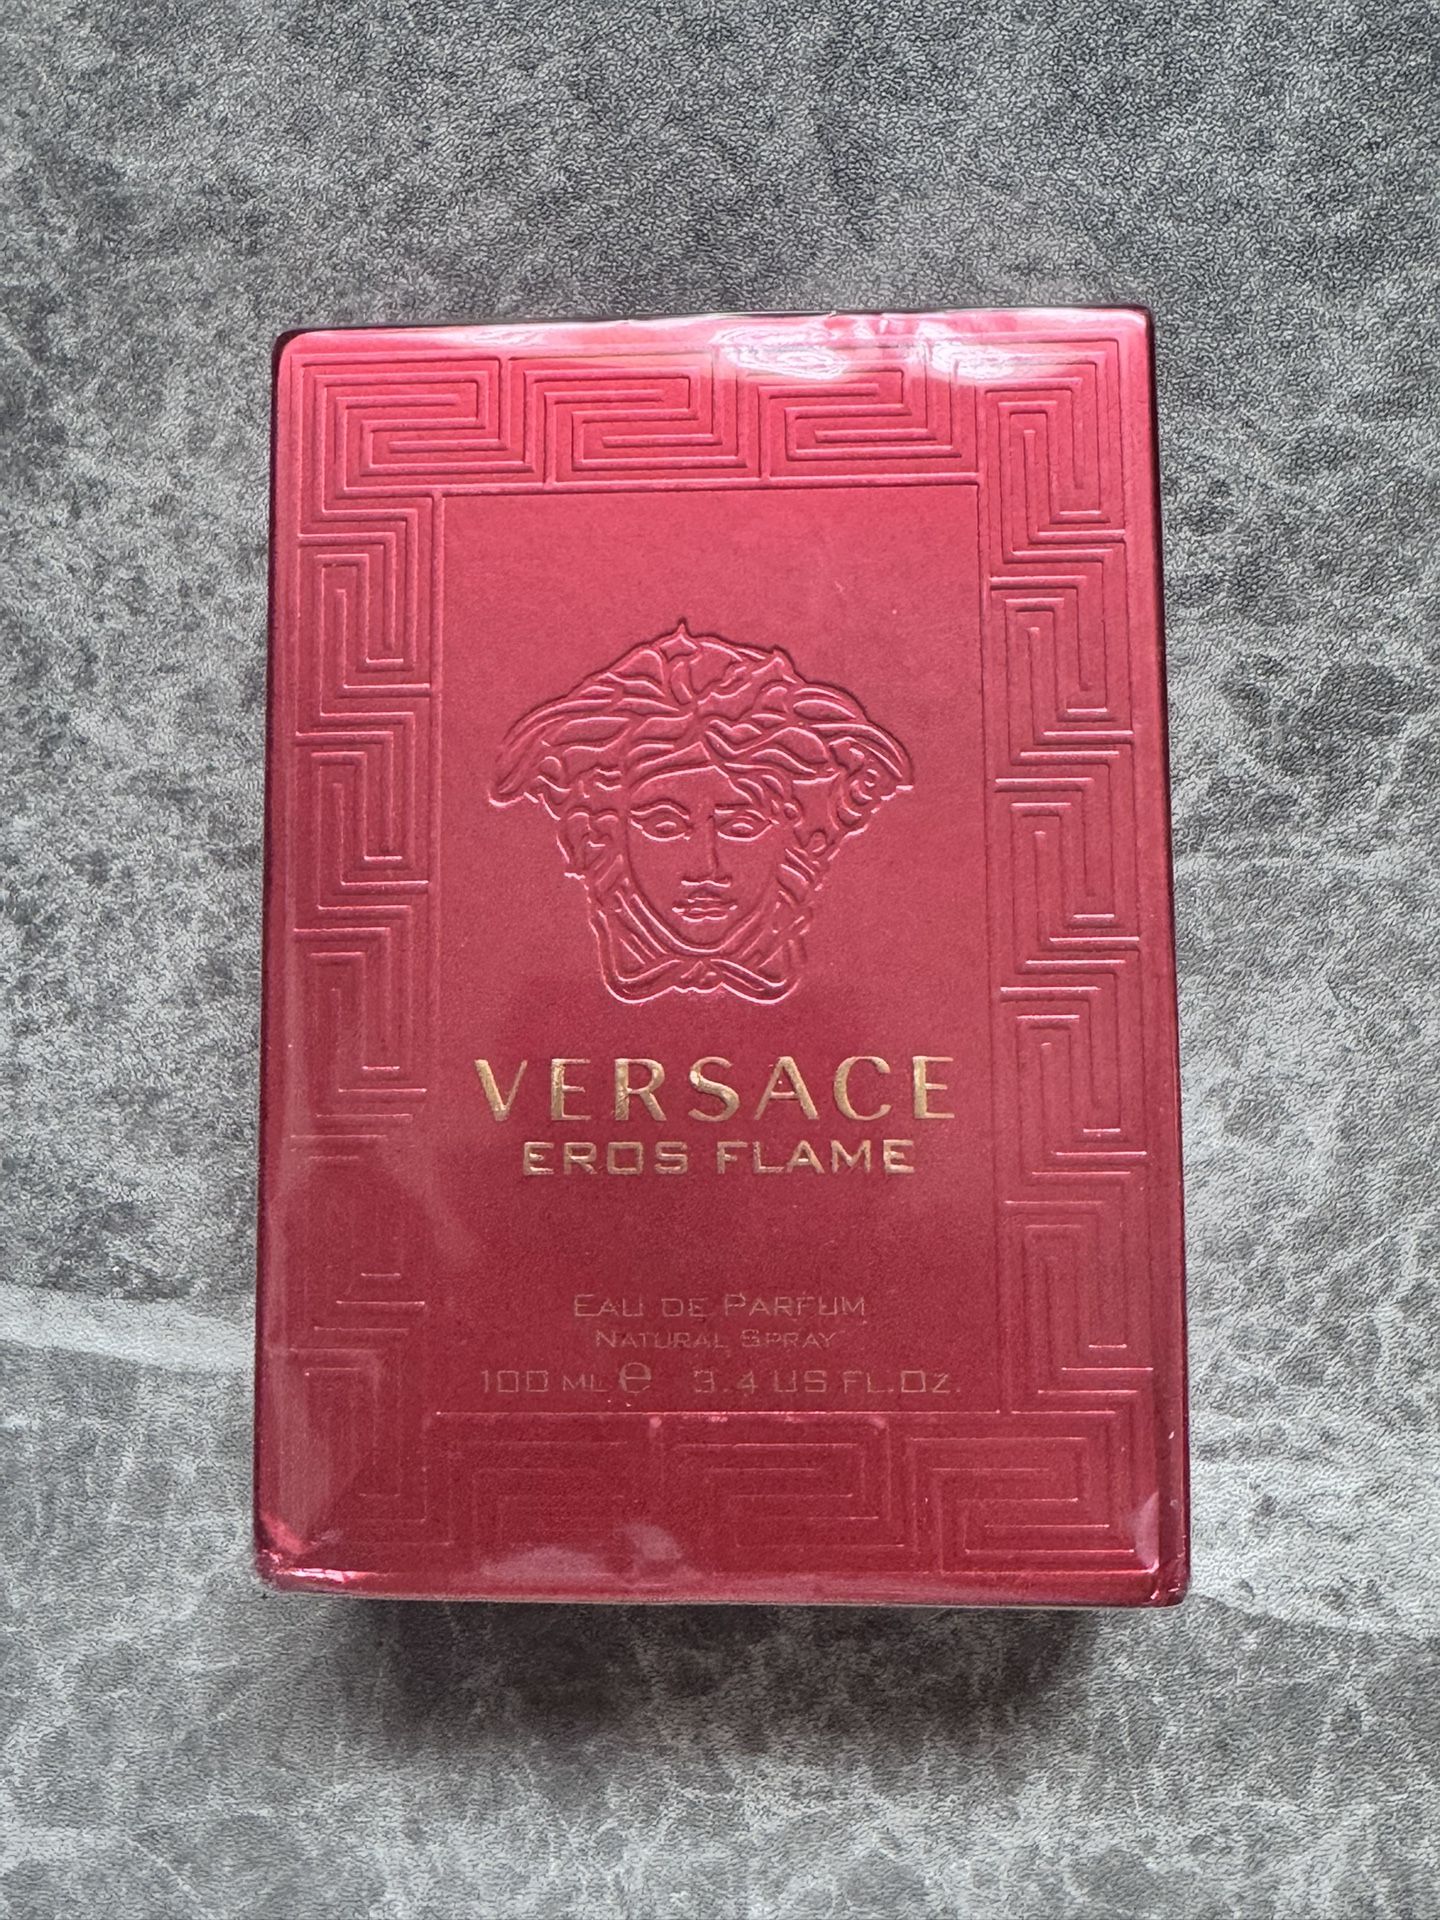 VERSACE
EROS FLAME
EAU DE PARFUM
NATURAL SPRAY
100 ML ℮ 3.4 US FL.OZ.